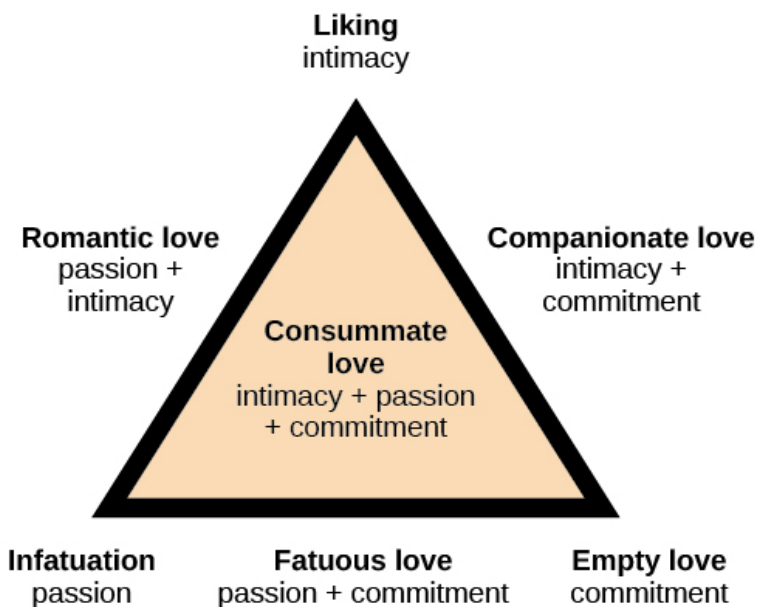 Liking
intimacy
Romantic love
passion +
intimacy
Companionate love
intimacy +
commitment
Consummate
love
intimacy + passion
+ commitment
Infatuation
passion
Fatuous love
passion + commitment
Empty love
commitment